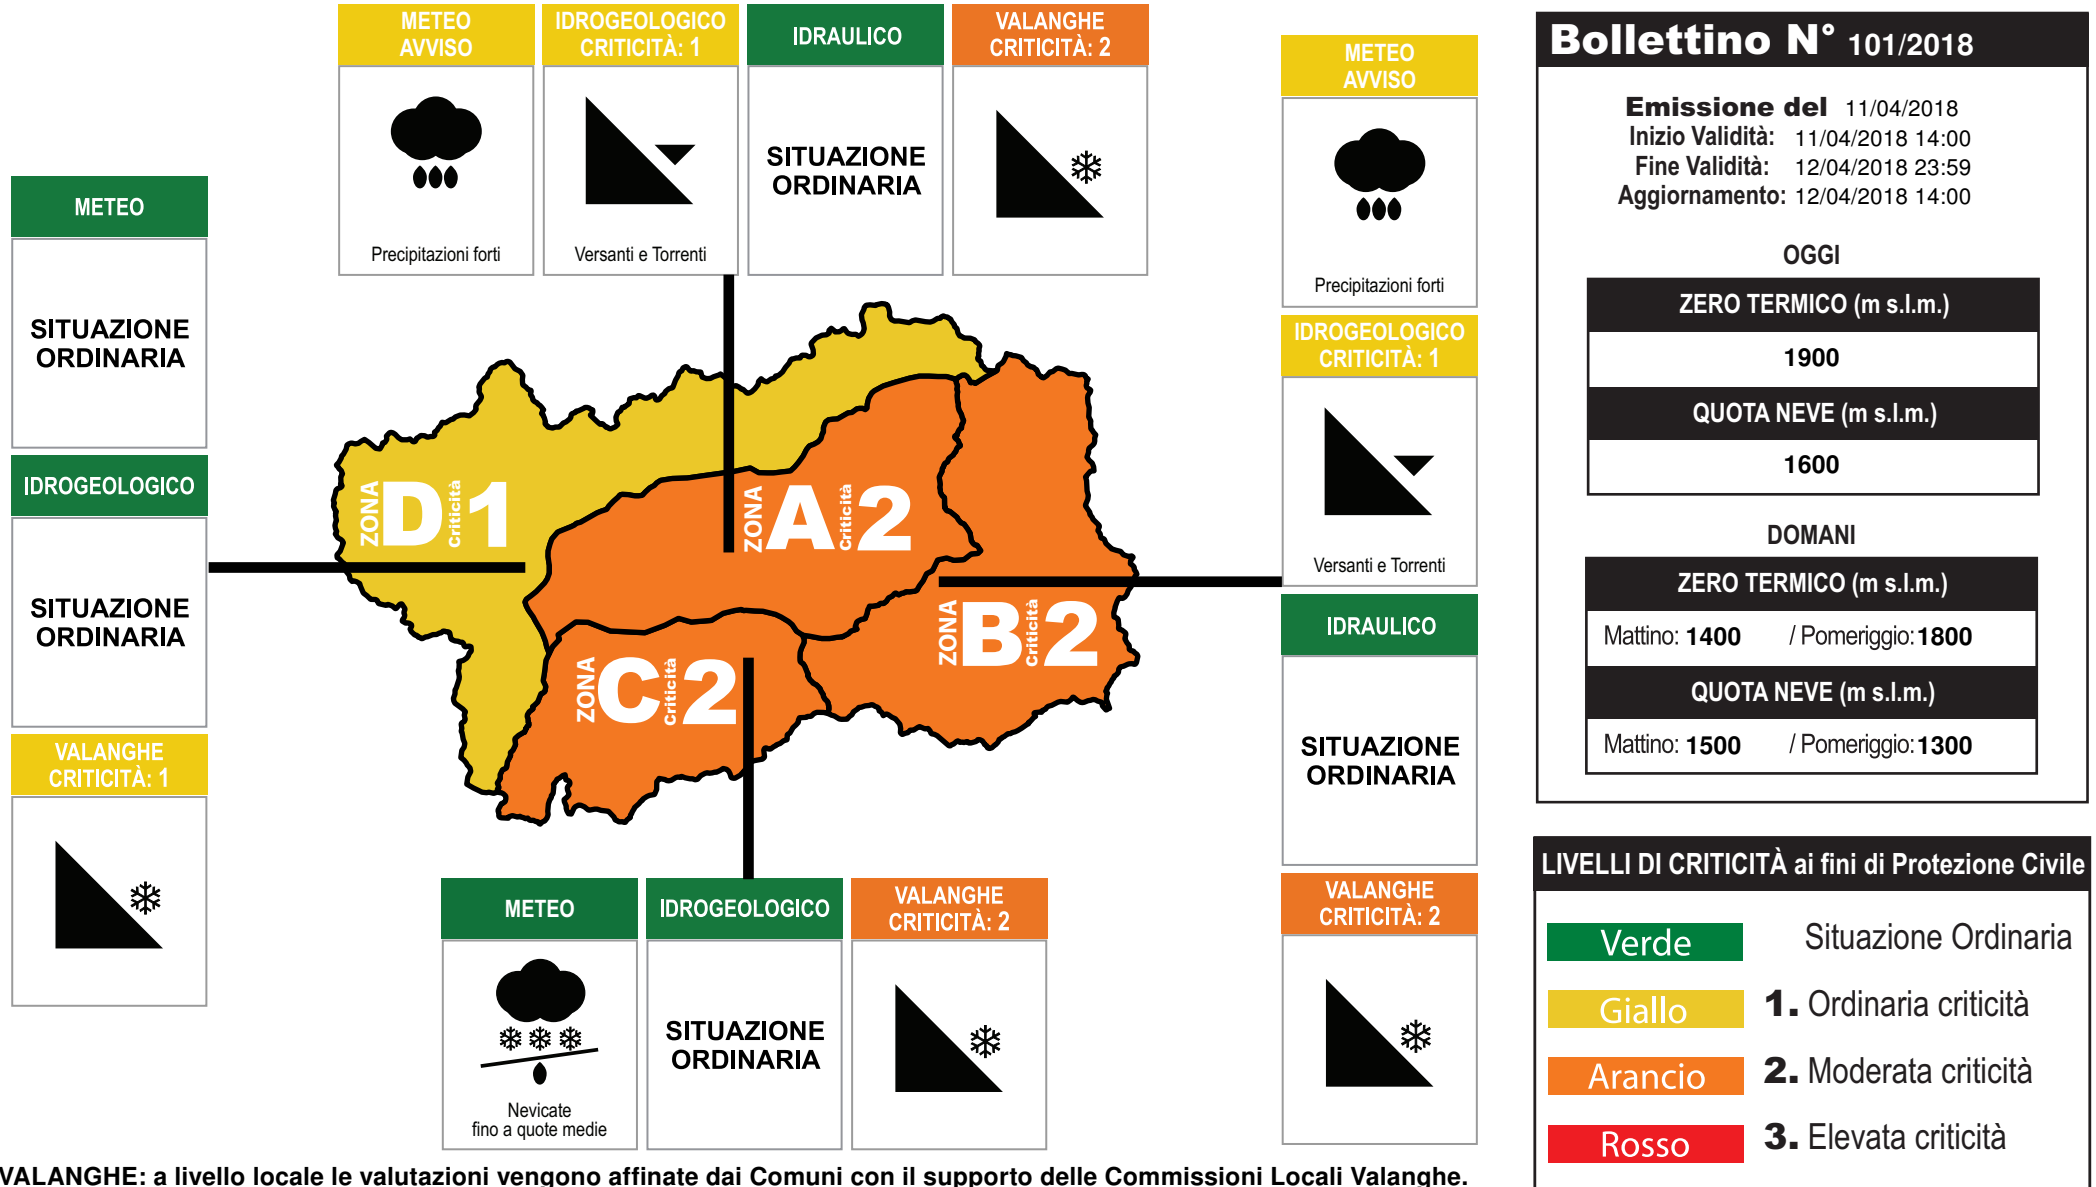 METEO
AVVISO
Precipitazioni forti
IDROGEOLOGICO
CRITICITÀ: 1
Versanti e Torrenti
IDRAULICO
SITUAZIONE
ORDINARIA
VALANGHE
CRITICITÀ: 2
METEO
SITUAZIONE
ORDINARIA
IDROGEOLOGICO
SITUAZIONE
ORDINARIA
VALANGHE
CRITICITÀ: 1
ZONA D Criticità 1
ZONA A Criticità 2
ZONA B Criticità 2
ZONA C Criticità 2
METEO
AVVISO
Precipitazioni forti
IDROGEOLOGICO
CRITICITÀ: 1
Versanti e Torrenti
IDRAULICO
SITUAZIONE
ORDINARIA
VALANGHE
CRITICITÀ: 2
METEO
Nevicate
fino a quote medie
IDROGEOLOGICO
SITUAZIONE
ORDINARIA
VALANGHE
CRITICITÀ: 2
VALANGHE: a livello locale le valutazioni vengono affinate dai Comuni con il supporto delle Commissioni Locali Valanghe.
Bollettino N° 101/2018
Emissione del 11/04/2018
Inizio Validità: 11/04/2018 14:00
Fine Validità: 12/04/2018 23:59
Aggiornamento: 12/04/2018 14:00
OGGI
ZERO TERMICO (m s.l.m.)
1900
QUOTA NEVE (m s.l.m.)
1600
DOMANI
ZERO TERMICO (m s.l.m.)
Mattino: 1400 / Pomeriggio: 1800
QUOTA NEVE (m s.l.m.)
Mattino: 1500 / Pomeriggio: 1300
LIVELLI DI CRITICITÀ ai fini di Protezione Civile
Verde Situazione Ordinaria
Giallo 1. Ordinaria criticità
Arancio 2. Moderata criticità
Rosso 3. Elevata criticità